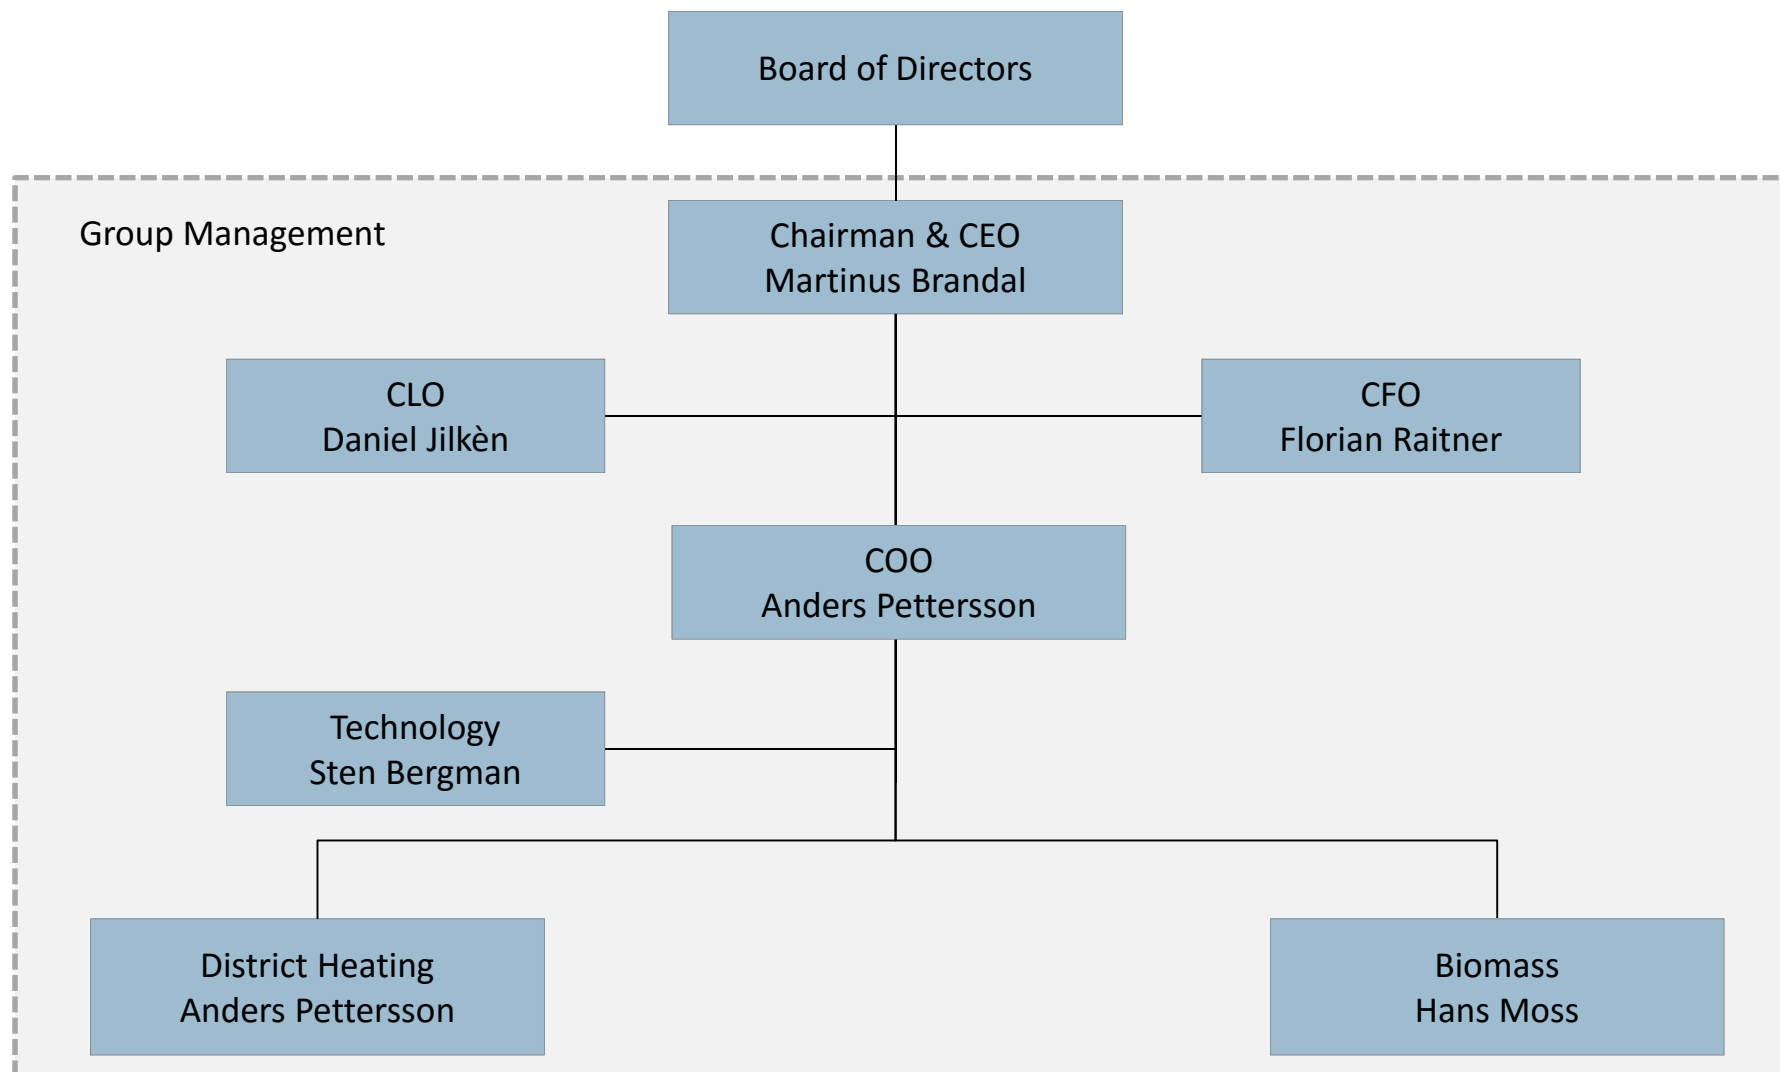 Board of Directors
Group Management
Chairman & CEO
Martinus Brandal
CLO
Daniel Jilkèn
CFO
Florian Raitner
COO
Anders Pettersson
Technology
Sten Bergman
District Heating
Anders Pettersson
Biomass
Hans Moss